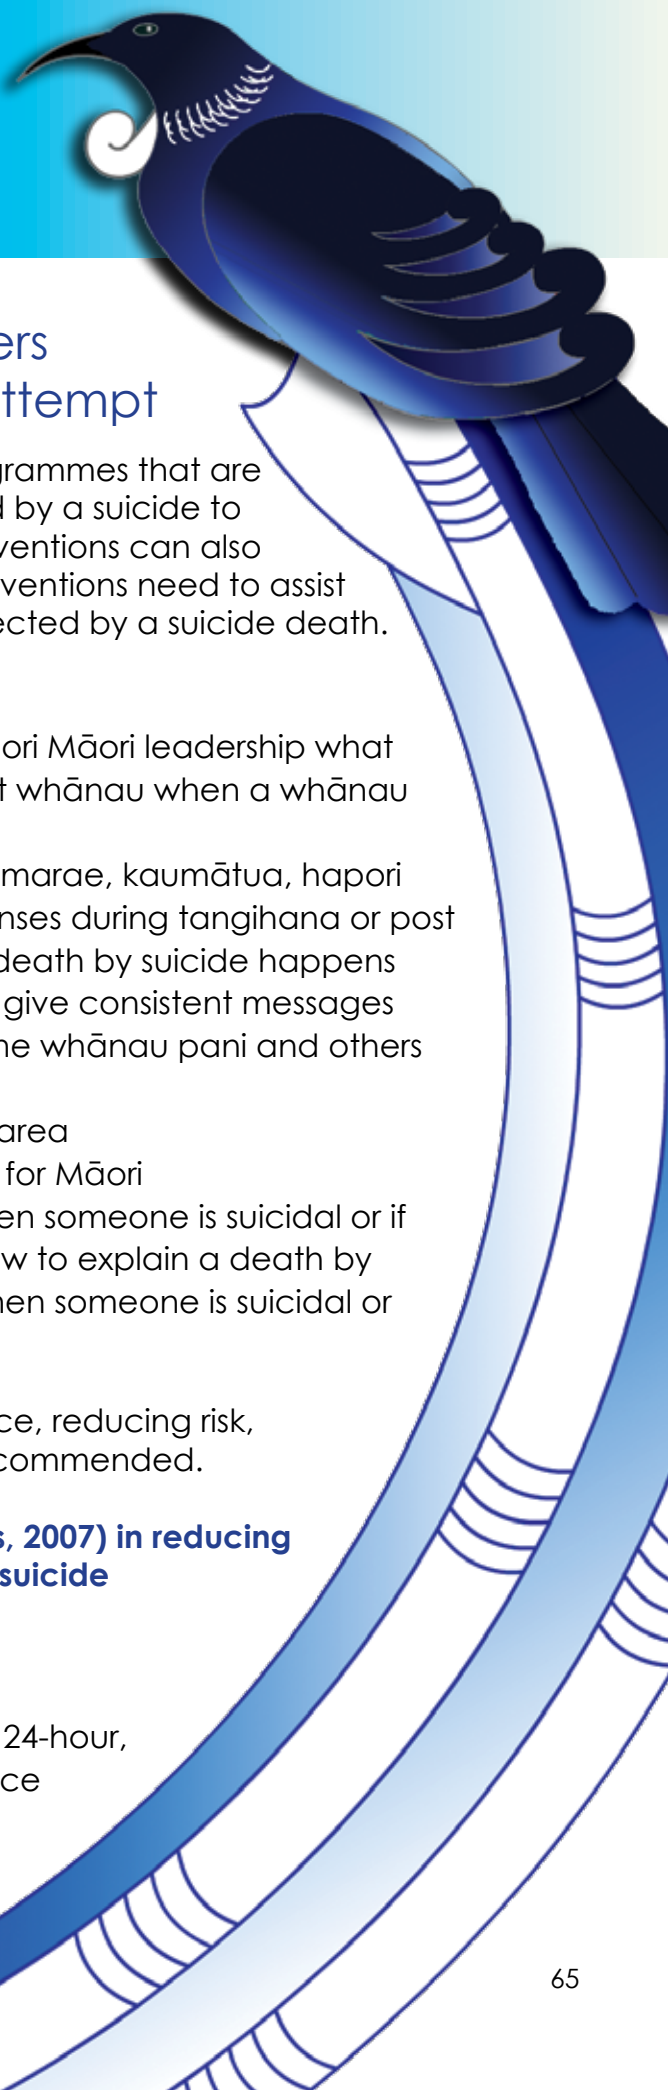 ers
ttempt
grammes that are
d by a suicide to
ventions can also
ventions need to assist
ected by a suicide death.
ori Māori leadership what
t whānau when a whānau
marae, kaumātua, hapori
nses during tangihana or post
death by suicide happens
give consistent messages
he whānau pani and others
area
for Māori
en someone is suicidal or if
w to explain a death by
hen someone is suicidal or
ce, reducing risk,
commended.
s, 2007) in reducing
suicide
24-hour,
ce
65